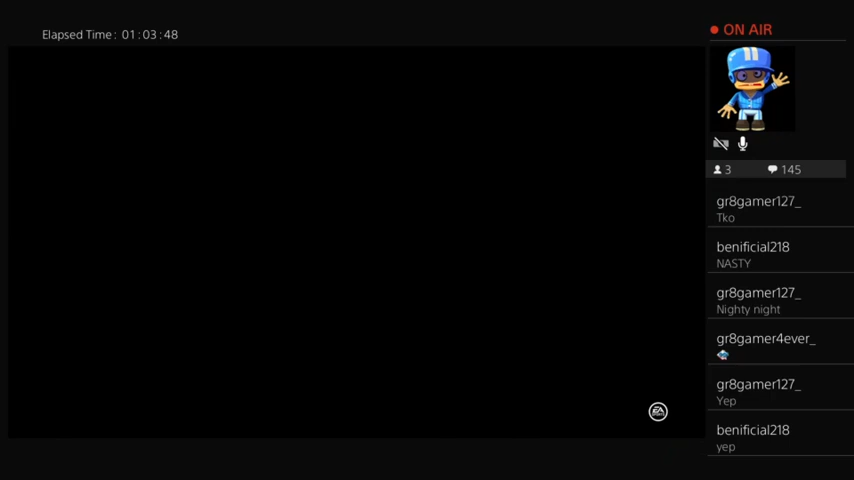 Elapsed Time: 01:03:48
ON AIR
3
145
gr8gamer127_
Tko
benificial218
NASTY
gr8gamer127_
Nighty night
gr8gamer4ever_
gr8gamer127_
Yep
EA
SPORTS
benificial218
yep